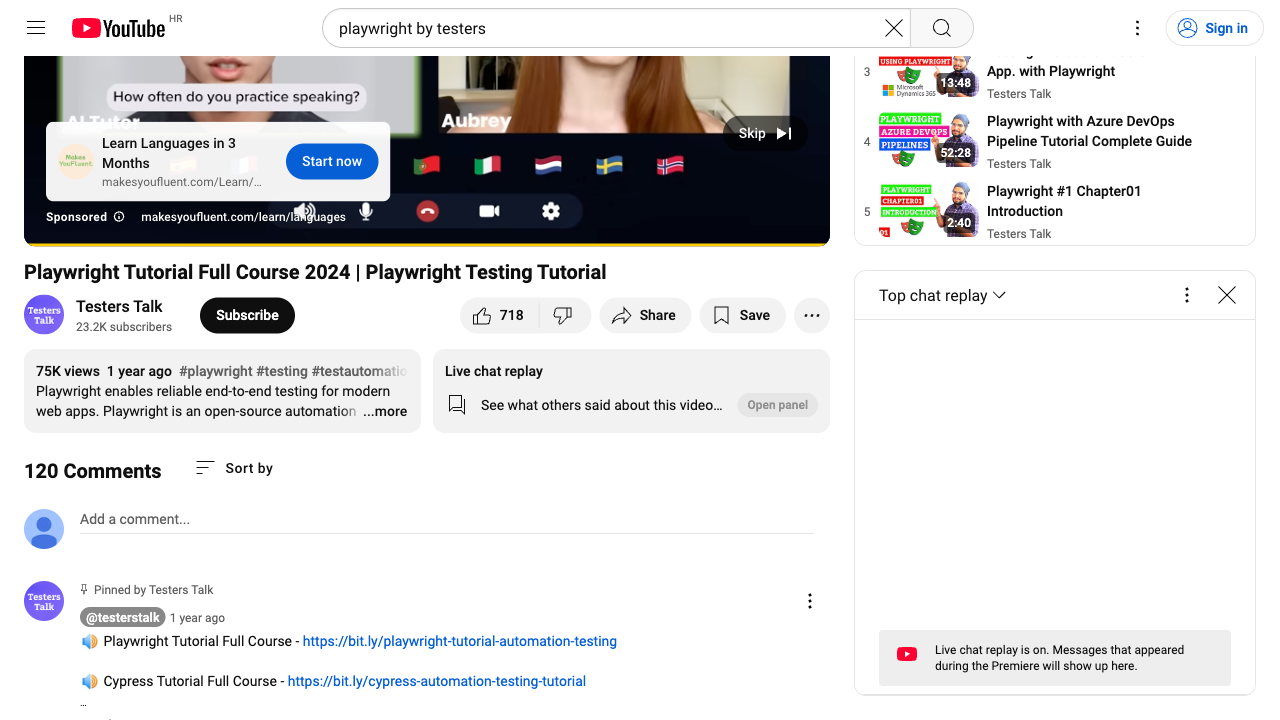 YouTube HR
playwright by testers
Sign in
How often do you practice speaking?
AI Tutor
Aubrey
Skip
Learn Languages in 3
Months
makesyoufluent.com/Learn/...
Makes
YouFluent.
Start now
Sponsored
makesyoufluent.com/learn/languages
Playwright Tutorial Full Course 2024 | Playwright Testing Tutorial
Testers
Talk
Testers Talk
23.2K subscribers
Subscribe
718
Share
Save
75K views 1 year ago #playwright #testing #testautomatio
Playwright enables reliable end-to-end testing for modern
web apps. Playwright is an open-source automation ...more
Live chat replay
See what others said about this video...
Open panel
120 Comments
Sort by
Add a comment...
Testers
Talk
Pinned by Testers Talk
@testerstalk 1 year ago
Playwright Tutorial Full Course - https://bit.ly/playwright-tutorial-automation-testing
Cypress Tutorial Full Course - https://bit.ly/cypress-automation-testing-tutorial
3
USING PLAYWRIGHT
Microsoft
Dynamics 365
13:48
App. with Playwright
Testers Talk
4
PLAYWRIGHT
AZURE DEVOPS
PIPELINES
52:28
Playwright with Azure DevOps
Pipeline Tutorial Complete Guide
Testers Talk
5
PLAYWRIGHT
CHAPTER01
INTRODUCTION
01
2:40
Playwright #1 Chapter01
Introduction
Testers Talk
Top chat replay
Live chat replay is on. Messages that appeared
during the Premiere will show up here.